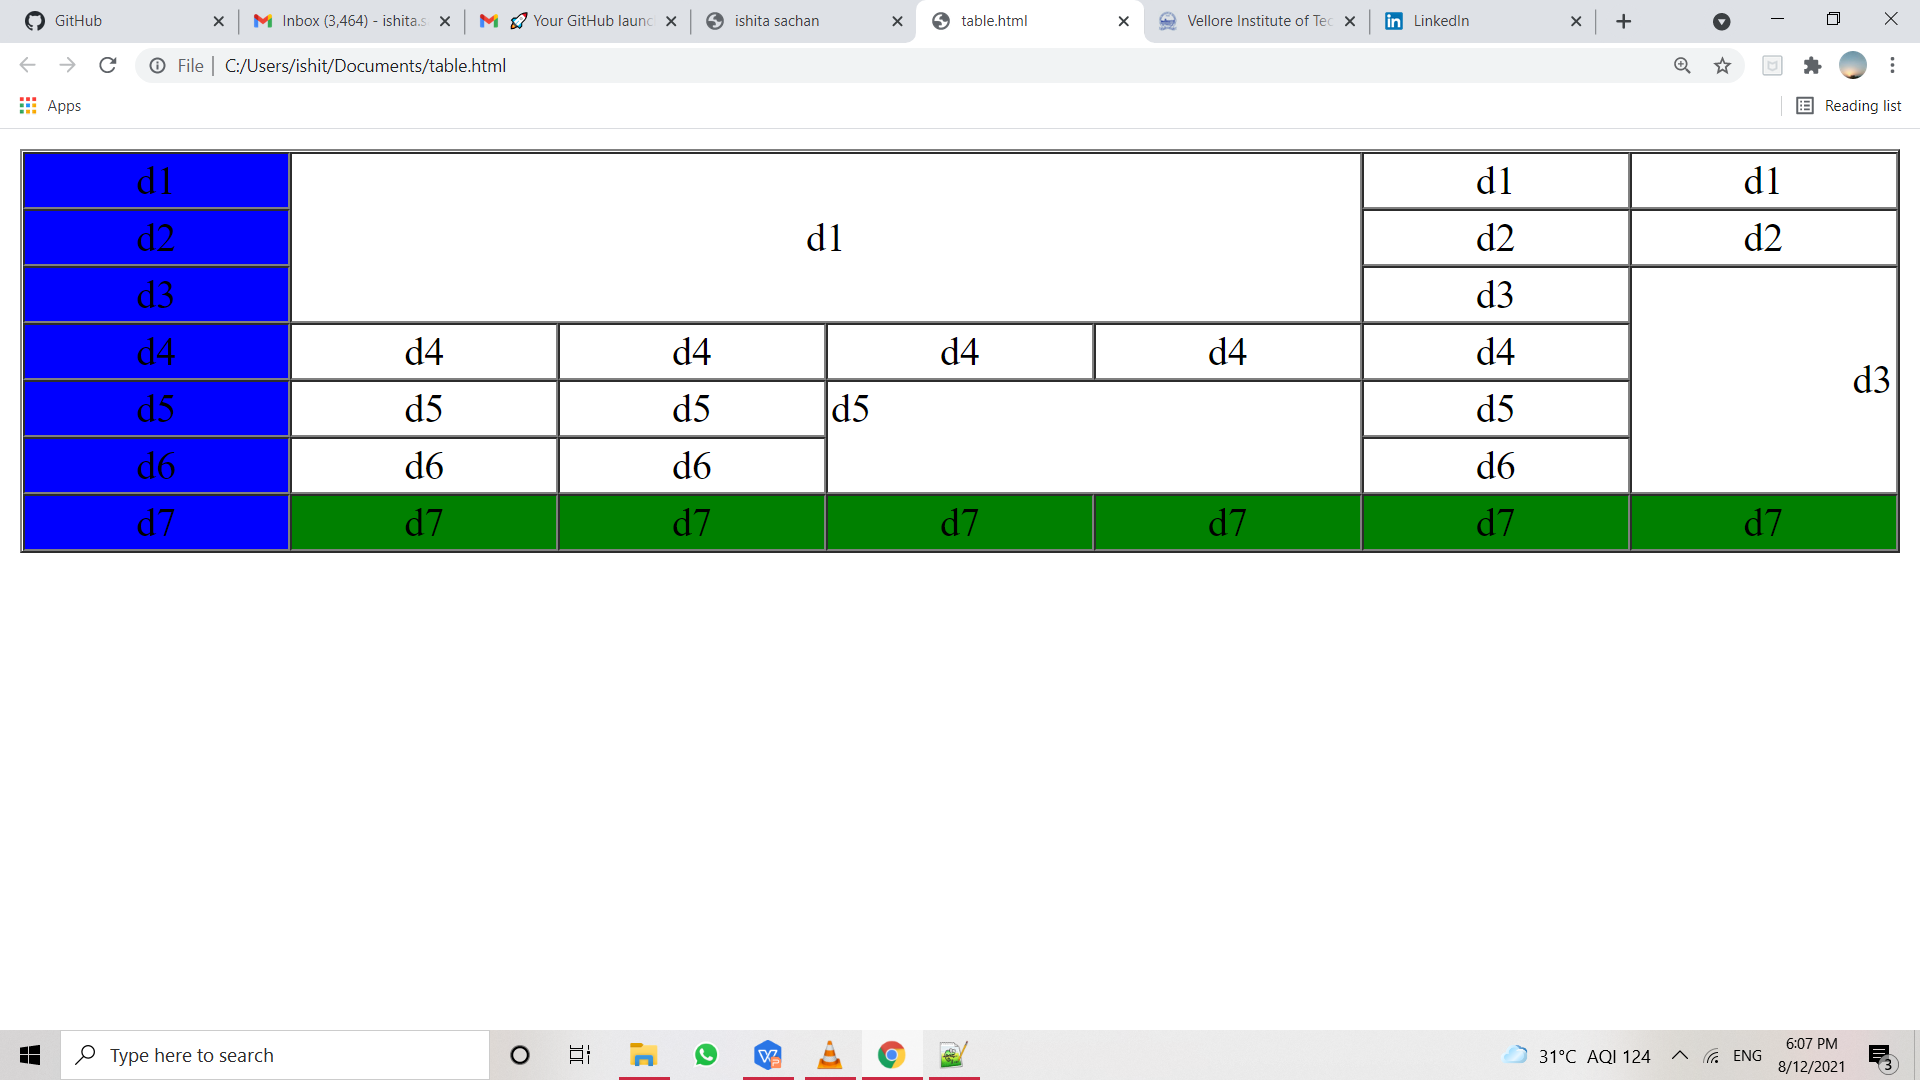 GitHub
Inbox (3,464) - ishita.s
Your GitHub launc
ishita sachan
table.html
Vellore Institute of Tec
LinkedIn
File | C:/Users/ishit/Documents/table.html
Apps
Reading list
d1 d1 d1 d1
d2 d2 d2
d3 d3 d3
d4 d4 d4 d4 d4 d4
d5 d5 d5 d5 d5
d6 d6 d6 d6
d7 d7 d7 d7 d7 d7 d7
Type here to search
31°C AQI 124
ENG
6:07 PM
8/12/2021
3